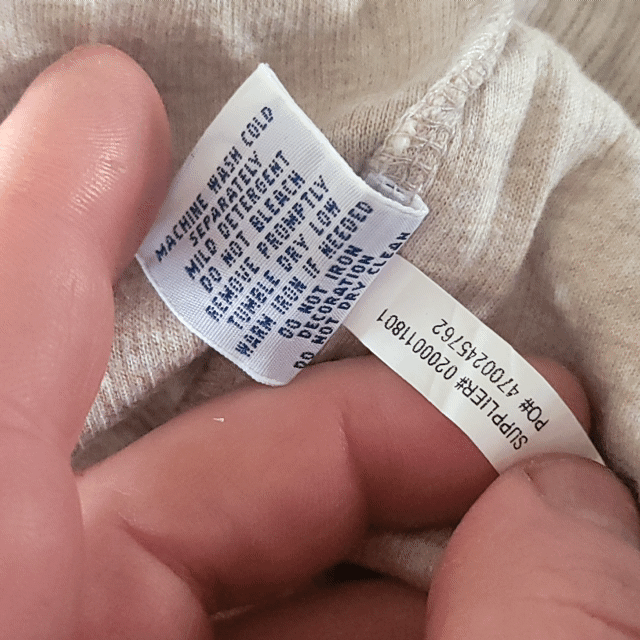 MACHINE WASH COLD
SEPARATELY
MILD DETERGENT
DO NOT BLEACH
REMOVE PROMPTLY
TUMBLE DRY LOW
WARM IRON IF NEEDED
DO NOT IRON
DECORATION
DO NOT DRY CLEAN
SUPPLIER# 0200011801
PO# 4700245762